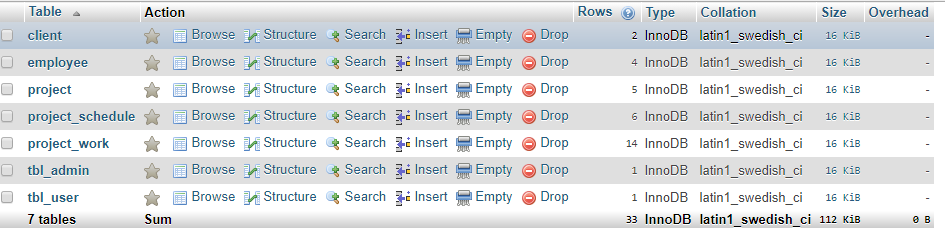 Table Action Rows Type Collation Size Overhead
client Browse Structure Search Insert Empty Drop 2 InnoDB latin1_swedish_ci 16 KiB -
employee Browse Structure Search Insert Empty Drop 4 InnoDB latin1_swedish_ci 16 KiB -
project Browse Structure Search Insert Empty Drop 5 InnoDB latin1_swedish_ci 16 KiB -
project_schedule Browse Structure Search Insert Empty Drop 6 InnoDB latin1_swedish_ci 16 KiB -
project_work Browse Structure Search Insert Empty Drop 14 InnoDB latin1_swedish_ci 16 KiB -
tbl_admin Browse Structure Search Insert Empty Drop 1 InnoDB latin1_swedish_ci 16 KiB -
tbl_user Browse Structure Search Insert Empty Drop 1 InnoDB latin1_swedish_ci 16 KiB -
7 tables Sum 33 InnoDB latin1_swedish_ci 112 KiB 0 B